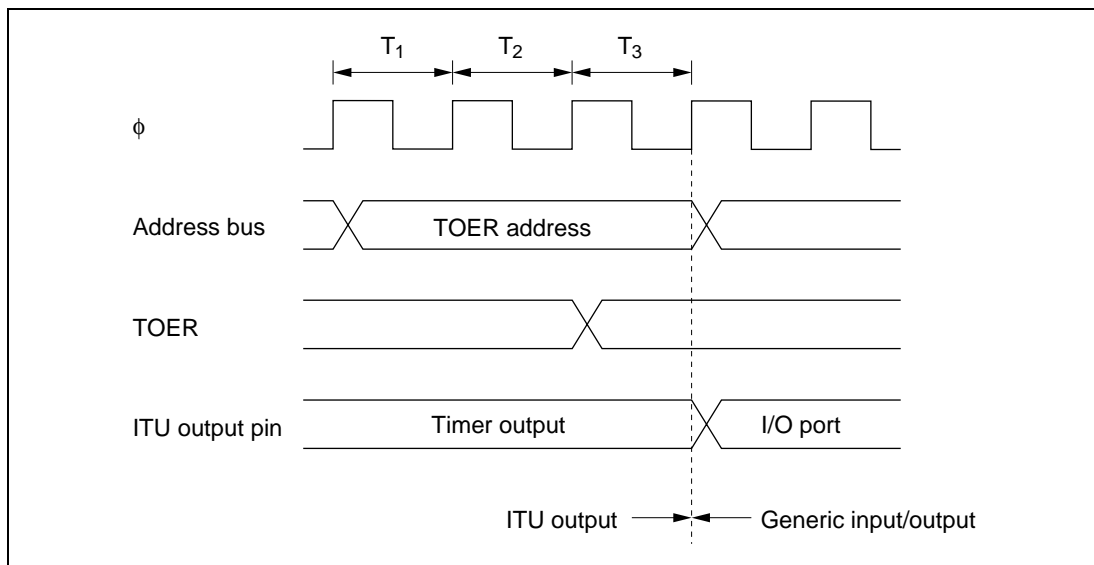 T₁ T₂ T₃
ϕ
Address bus TOER address
TOER
ITU output pin Timer output I/O port
ITU output Generic input/output